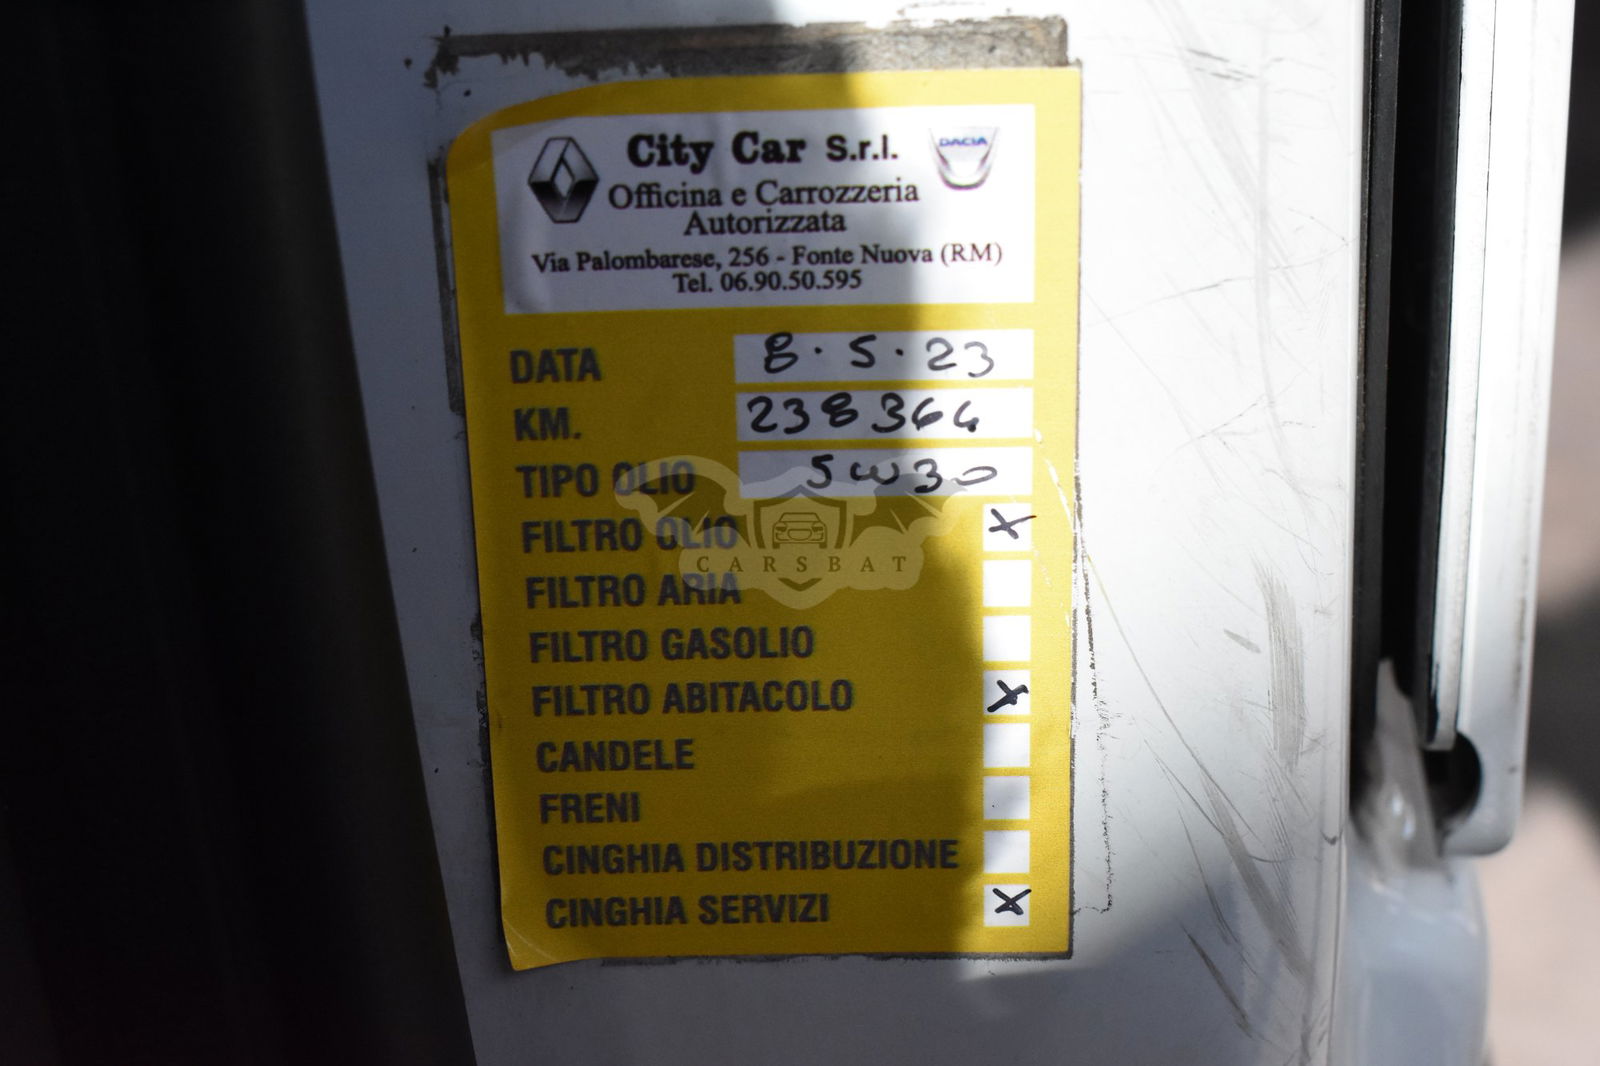 City Car S.r.l.
DACIA
Officina e Carrozzeria
Autorizzata
Via Palombarese, 256 - Fonte Nuova (RM)
Tel. 06.90.50.595
DATA 8.5.23
KM. 238364
TIPO OLIO 5W30
FILTRO OLIO X
CARSBAT
FILTRO ARIA
FILTRO GASOLIO
FILTRO ABITACOLO X
CANDELE
FRENI
CINGHIA DISTRIBUZIONE
CINGHIA SERVIZI X